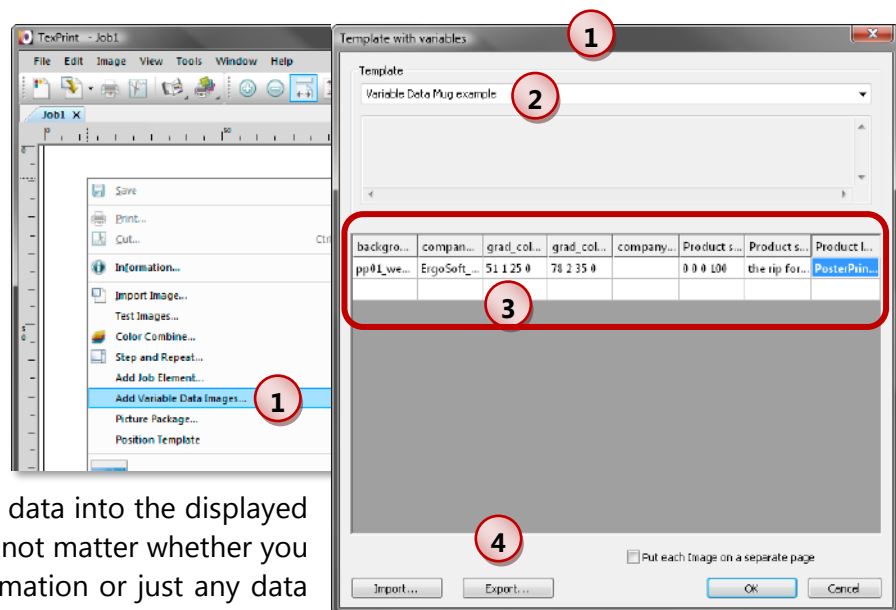 TexPrint - Job1
File Edit Image View Tools Window Help
Job1 X
0 50
Save
Print...
Cut... Ctr
Information...
Import Image...
Test Images...
Color Combine...
Step and Repeat...
Add Job Element...
Add Variable Data Images... 1
Picture Package...
Position Template
data into the displayed
not matter whether you
mation or just any data
Template with variables 1
Template
Variable Data Mug example 2
backgro... compan... grad_col... grad_col... company... Product s... Product s... Product l...
pp01_we... ErgoSoft_... 51 1 25 0 78 2 35 0 0 0 0 100 the rip for... PosterPrin...
3
4
Put each Image on a separate page
Import... Export... OK Cancel